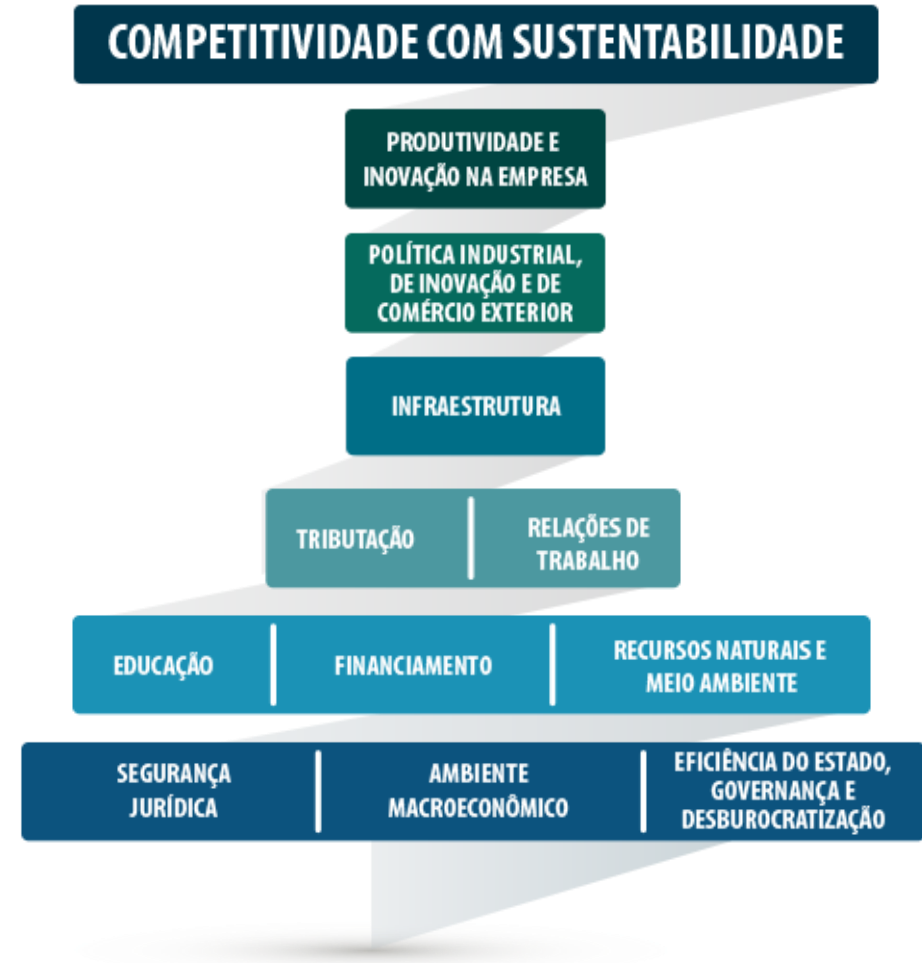 COMPETITIVIDADE COM SUSTENTABILIDADE
PRODUTIVIDADE E
INOVAÇÃO NA EMPRESA
POLÍTICA INDUSTRIAL,
DE INOVAÇÃO E DE
COMÉRCIO EXTERIOR
INFRAESTRUTURA
TRIBUTAÇÃO
RELAÇÕES DE
TRABALHO
EDUCAÇÃO
FINANCIAMENTO
RECURSOS NATURAIS E
MEIO AMBIENTE
SEGURANÇA
JURÍDICA
AMBIENTE
MACROECONÔMICO
EFICIÊNCIA DO ESTADO,
GOVERNANÇA E
DESBUROCRATIZAÇÃO